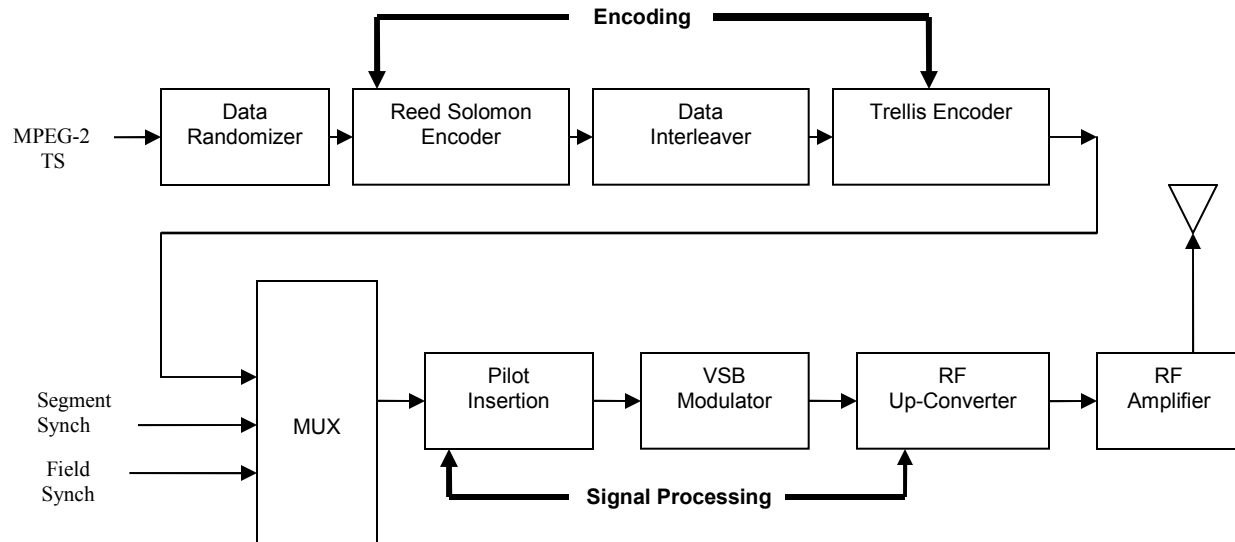 Encoding
MPEG-2
TS
Data
Randomizer
Reed Solomon
Encoder
Data
Interleaver
Trellis Encoder
Segment
Synch
Field
Synch
MUX
Pilot
Insertion
VSB
Modulator
RF
Up-Converter
RF
Amplifier
Signal Processing